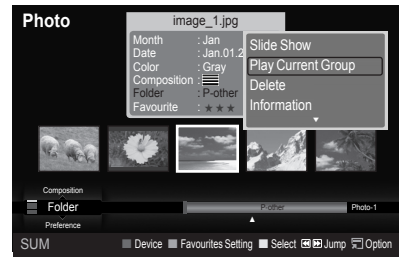 Photo
image_1.jpg
Month : Jan
Date : Jan.01.2
Color : Gray
Composition :
Folder : P-other
Favourite : ★ ★ ★
Slide Show
Play Current Group
Delete
Information
Composition
Folder
Preference
P-other
Photo-1
SUM
Device
Favourites Setting
Select
Jump
Option